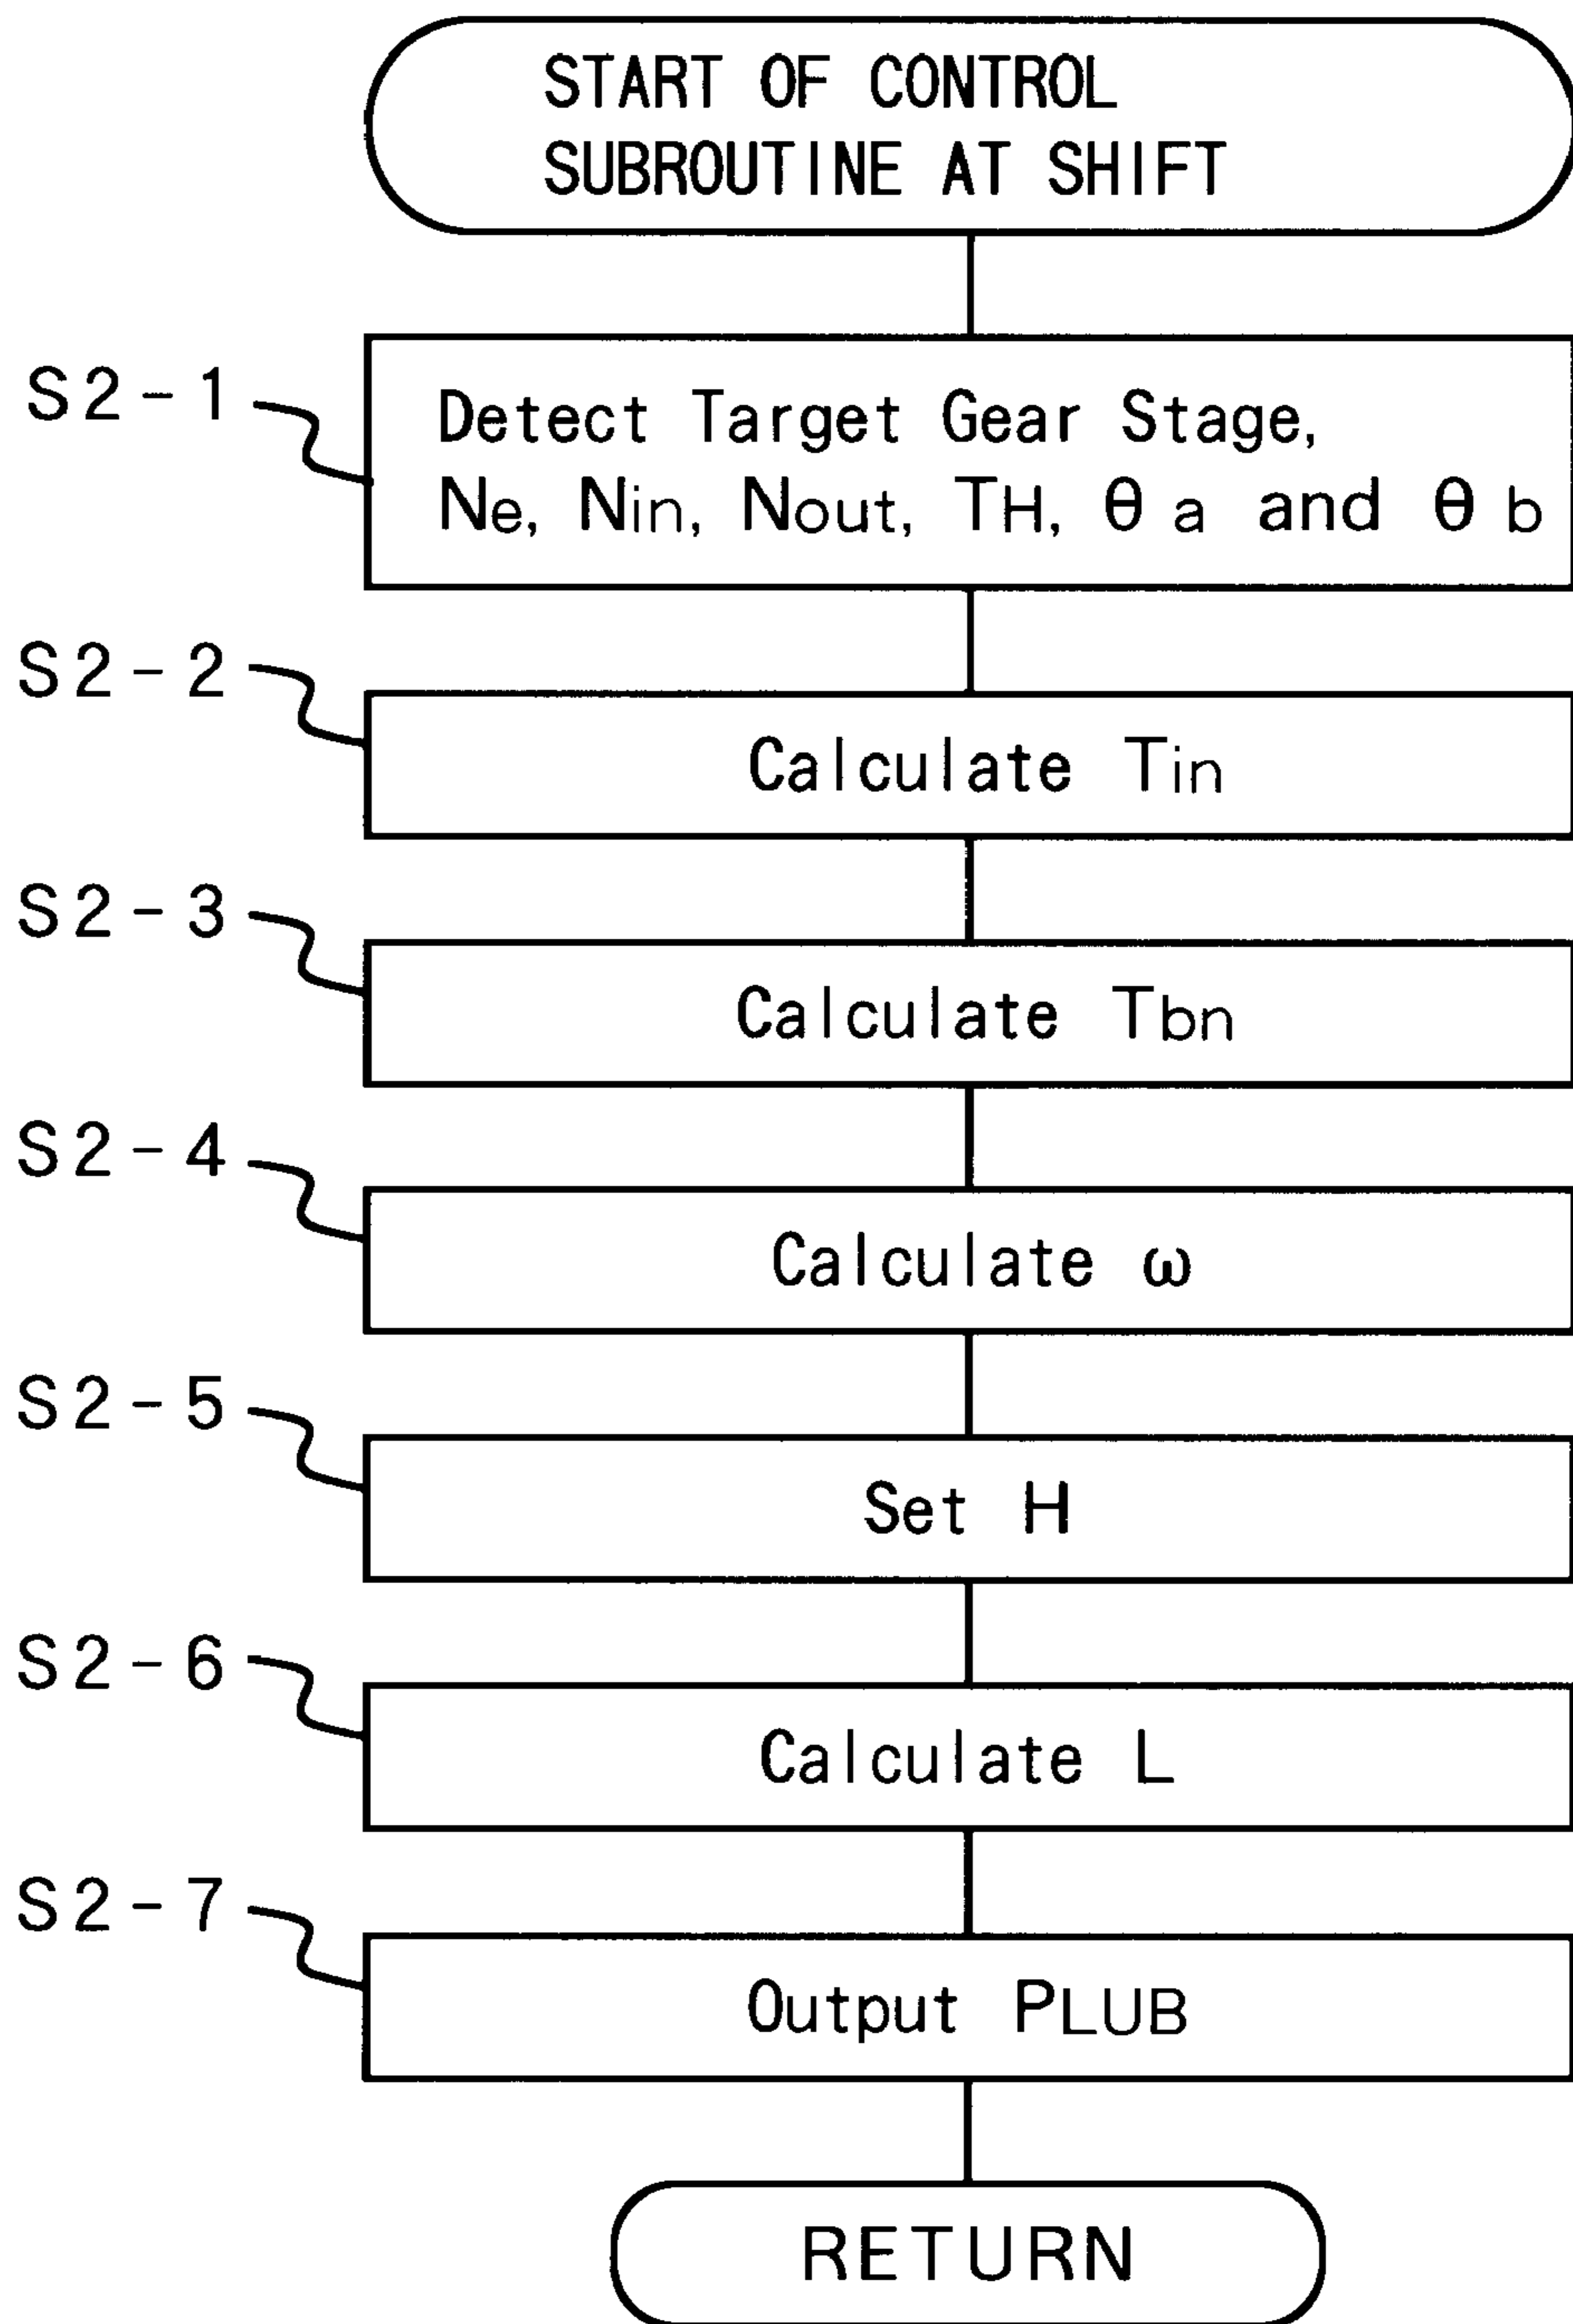 START OF CONTROL
SUBROUTINE AT SHIFT
S2-1
Detect Target Gear Stage,
Ne, Nin, Nout, TH, θa and θb
S2-2
Calculate Tin
S2-3
Calculate Tbn
S2-4
Calculate ω
S2-5
Set H
S2-6
Calculate L
S2-7
Output PLUB
RETURN